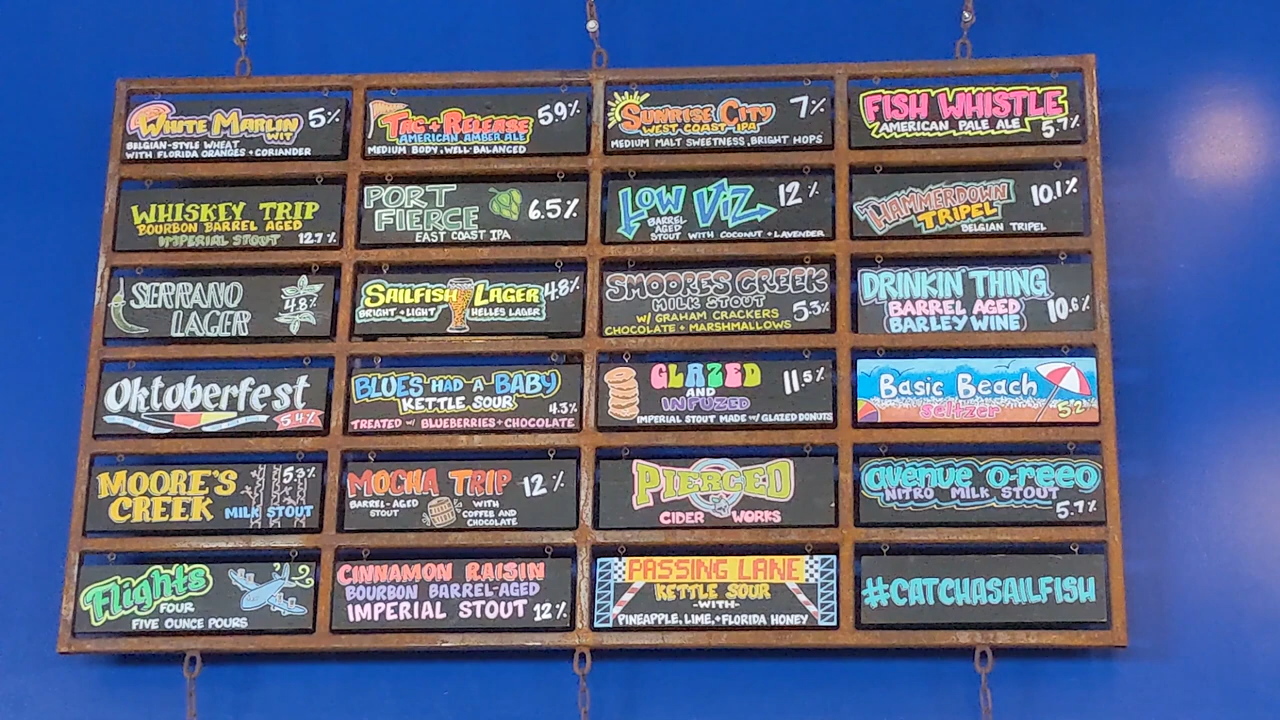 WHITE MARLIN 5%
WIT
BELGIAN-STYLE WHEAT
WITH FLORIDA ORANGES + CORIANDER
TAG + RELEASE 5.9%
AMERICAN AMBER ALE
MEDIUM BODY, WELL-BALANCED
SUNRISE CITY 7%
WEST COAST IPA
MEDIUM MALT SWEETNESS, BRIGHT HOPS
FISH WHISTLE
AMERICAN PALE ALE
5.7%
WHISKEY TRIP
BOURBON BARREL AGED
IMPERIAL STOUT 12.7%
PORT
FIERCE 6.5%
EAST COAST IPA
LOW VIZ 12%
BARREL
AGED
STOUT WITH COCONUT + LAVENDER
HAMMERDOWN 10.1%
TRIPEL
BELGIAN TRIPEL
SERRANO
LAGER 4.8%
SAILFISH LAGER 4.8%
BRIGHT + LIGHT HELLES LAGER
SMOORES CREEK
MILK STOUT
W/ GRAHAM CRACKERS 5.3%
CHOCOLATE + MARSHMALLOWS
DRINKIN' THING
BARREL AGED
BARLEYWINE 10.6%
Oktoberfest
5.4%
BLUES HAD A BABY
KETTLE SOUR
4.3%
TREATED W/ BLUEBERRIES + CHOCOLATE
GLAZED 11.5%
AND
INFUZED
IMPERIAL STOUT MADE W/ GLAZED DONUTS
Basic Beach
seltzer 5.2
MOORE'S 5.3%
CREEK
MILK STOUT
MOCHA TRIP 12%
BARREL-AGED
STOUT
WITH
COFFEE AND
CHOCOLATE
PIERCED
CIDER WORKS
avenue o-reeo
NITRO MILK STOUT
5.7%
Flights
FOUR
FIVE OUNCE POURS
CINNAMON RAISIN
BOURBON BARREL-AGED
IMPERIAL STOUT 12%
PASSING LANE
KETTLE SOUR
-WITH-
PINEAPPLE, LIME, + FLORIDA HONEY
#CATCHASAILFISH